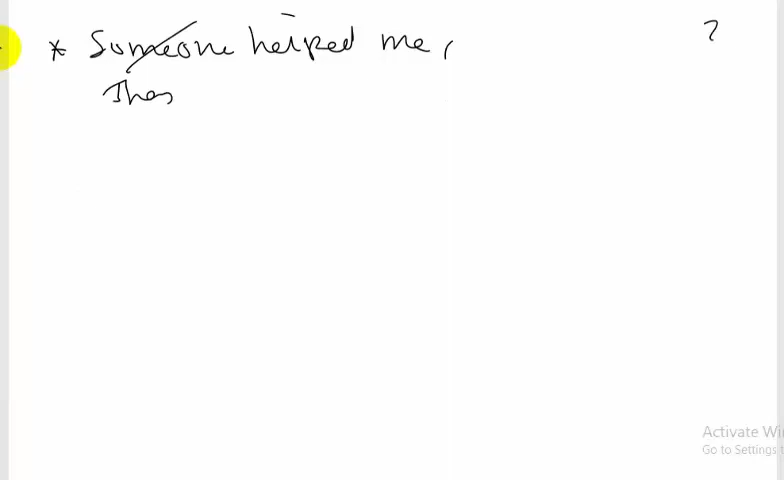 * Someone helped me, ?
Thes
Activate Wi
Go to Settings t